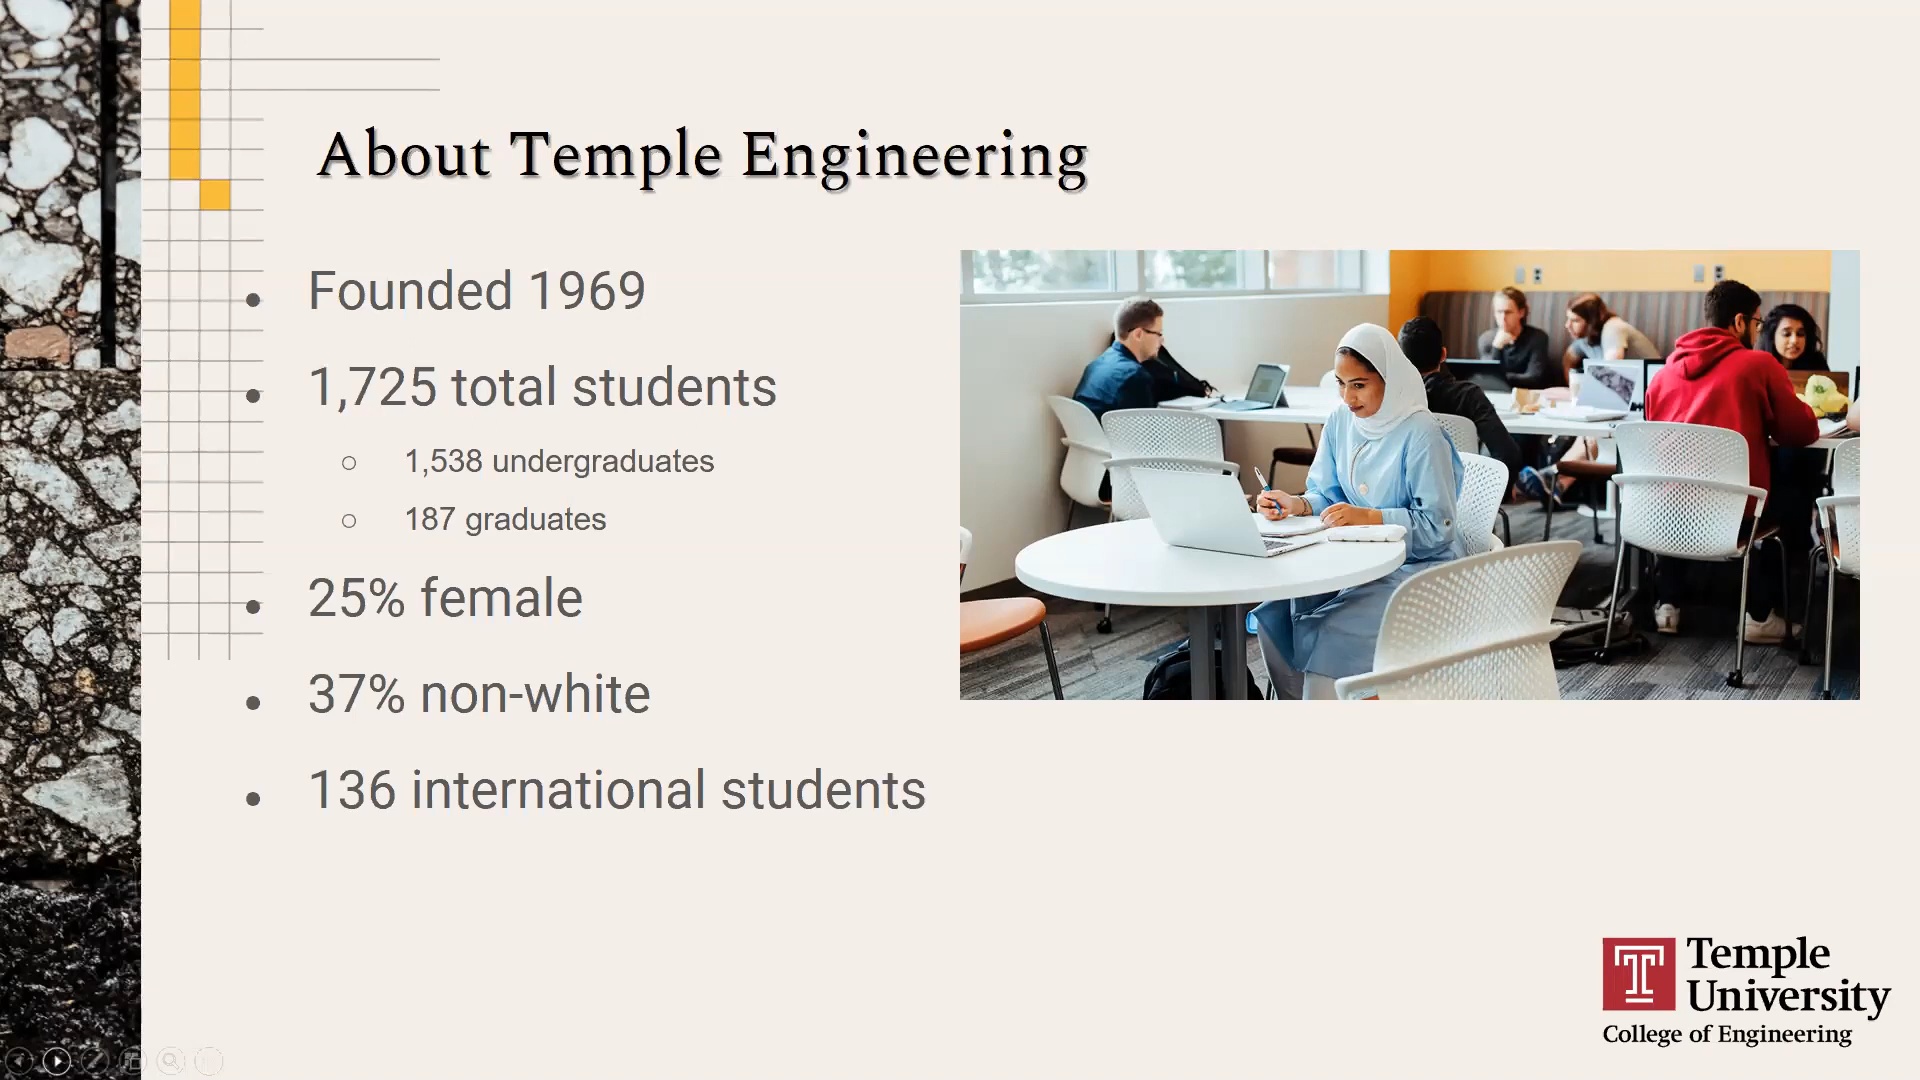 About Temple Engineering
Founded 1969
1,725 total students
1,538 undergraduates
187 graduates
25% female
37% non-white
136 international students
Temple
University
College of Engineering